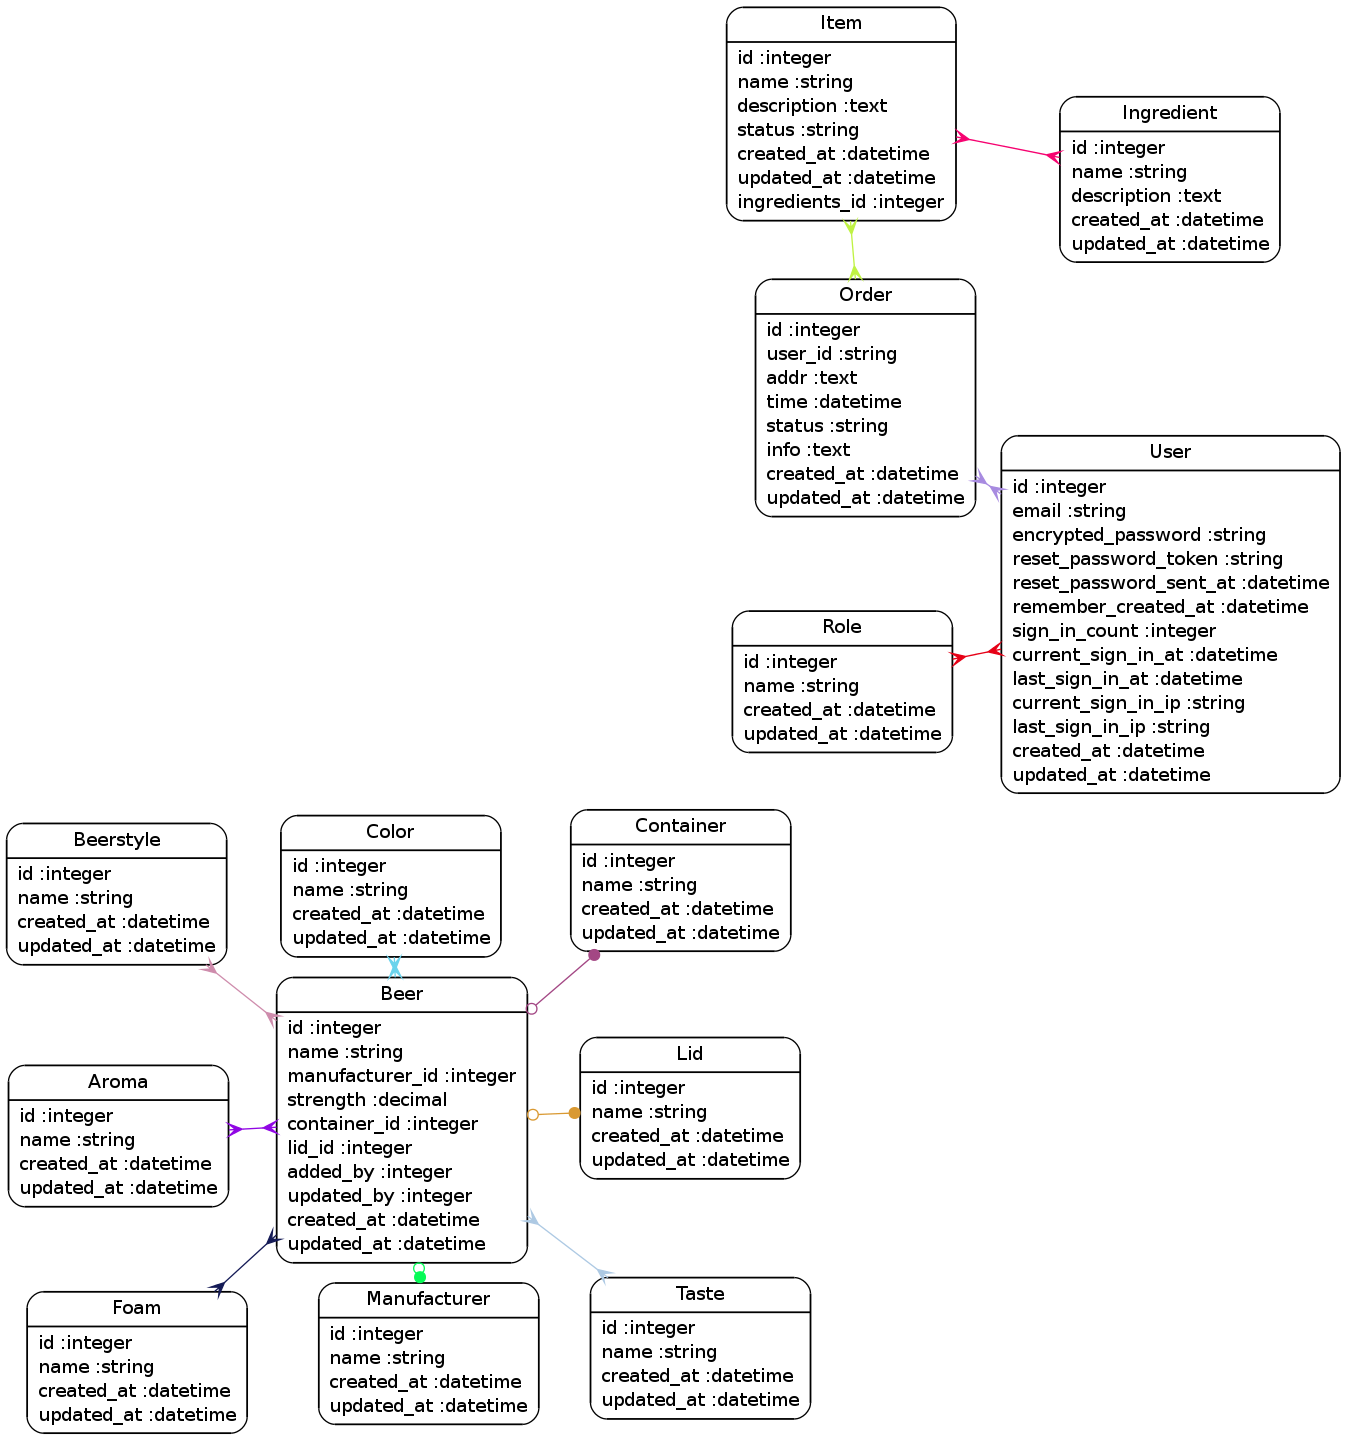 Item
id :integer
name :string
description :text
status :string
created_at :datetime
updated_at :datetime
ingredients_id :integer
Ingredient
id :integer
name :string
description :text
created_at :datetime
updated_at :datetime
Order
id :integer
user_id :string
addr :text
time :datetime
status :string
info :text
created_at :datetime
updated_at :datetime
User
id :integer
email :string
encrypted_password :string
reset_password_token :string
reset_password_sent_at :datetime
remember_created_at :datetime
sign_in_count :integer
current_sign_in_at :datetime
last_sign_in_at :datetime
current_sign_in_ip :string
last_sign_in_ip :string
created_at :datetime
updated_at :datetime
Role
id :integer
name :string
created_at :datetime
updated_at :datetime
Beerstyle
id :integer
name :string
created_at :datetime
updated_at :datetime
Color
id :integer
name :string
created_at :datetime
updated_at :datetime
Container
id :integer
name :string
created_at :datetime
updated_at :datetime
Beer
id :integer
name :string
manufacturer_id :integer
strength :decimal
container_id :integer
lid_id :integer
added_by :integer
updated_by :integer
created_at :datetime
updated_at :datetime
Lid
id :integer
name :string
created_at :datetime
updated_at :datetime
Aroma
id :integer
name :string
created_at :datetime
updated_at :datetime
Foam
id :integer
name :string
created_at :datetime
updated_at :datetime
Manufacturer
id :integer
name :string
created_at :datetime
updated_at :datetime
Taste
id :integer
name :string
created_at :datetime
updated_at :datetime